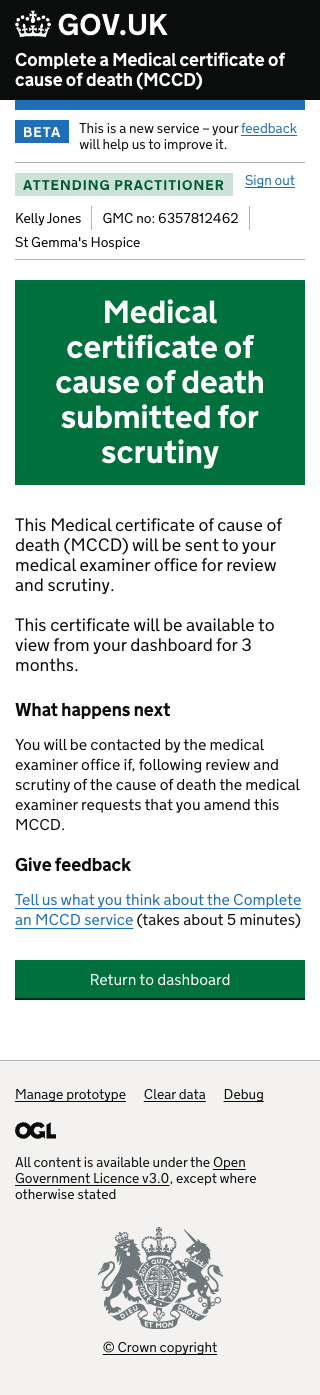 GOV.UK
Complete a Medical certificate of
cause of death (MCCD)
BETA
This is a new service – your feedback
will help us to improve it.
ATTENDING PRACTITIONER
Sign out
Kelly Jones
GMC no: 6357812462
St Gemma's Hospice
Medical
certificate of
cause of death
submitted for
scrutiny
This Medical certificate of cause of
death (MCCD) will be sent to your
medical examiner office for review
and scrutiny.
This certificate will be available to
view from your dashboard for 3
months.
What happens next
You will be contacted by the medical
examiner office if, following review and
scrutiny of the cause of death the medical
examiner requests that you amend this
MCCD.
Give feedback
Tell us what you think about the Complete
an MCCD service (takes about 5 minutes)
Return to dashboard
Manage prototype Clear data Debug
OGL
All content is available under the Open
Government Licence v3.0, except where
otherwise stated
DIEU ET MON DROIT
© Crown copyright